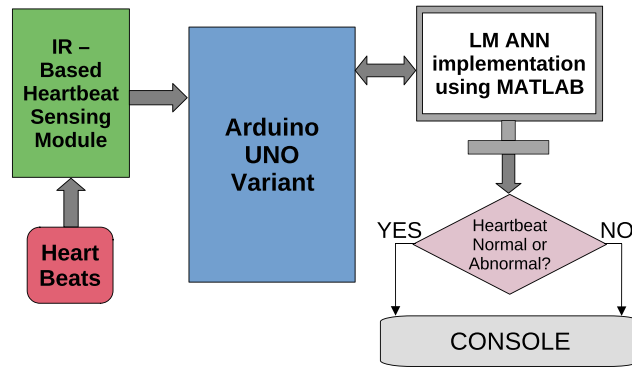 IR –
Based
Heartbeat
Sensing
Module
Heart
Beats
Arduino
UNO
Variant
LM ANN
implementation
using MATLAB
Heartbeat
Normal or
Abnormal?
YES
NO
CONSOLE